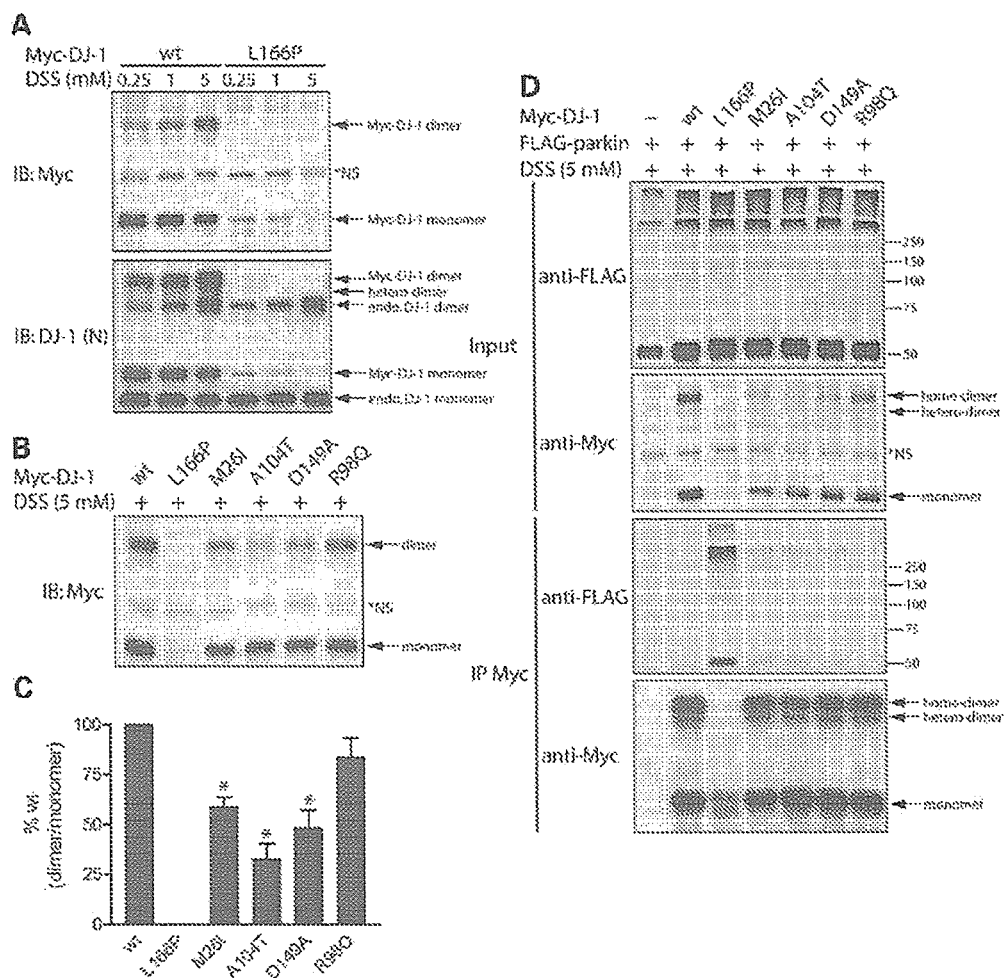 A
Myc-DJ-1 wt L166P
DSS (mM) 0.25 1 5 0.25 1 5
IB: Myc
Myc-DJ-1 dimer
*NS
Myc-DJ-1 monomer
IB: DJ-1 (N)
Myc-DJ-1 dimer
hetero-dimer
endo.DJ-1 dimer
Myc-DJ-1 monomer
endo.DJ-1 monomer
B
Myc-DJ-1 wt L166P M26I A104T D149A R98Q
DSS (5 mM) + + + + + +
IB: Myc
dimer
*NS
monomer
C
% wt
(dimer/monomer)
100
75
50
25
0
* * *
wt L166P M26I A104T D149A R98Q
D
Myc-DJ-1 - wt L166P M26I A104T D149A R98Q
FLAG-parkin + + + + + + +
DSS (5 mM) + + + + + + +
Input
anti-FLAG
250
150
100
75
50
anti-Myc
homo-dimer
hetero-dimer
*NS
monomer
IP Myc
anti-FLAG
250
150
100
75
50
anti-Myc
homo-dimer
hetero-dimer
monomer